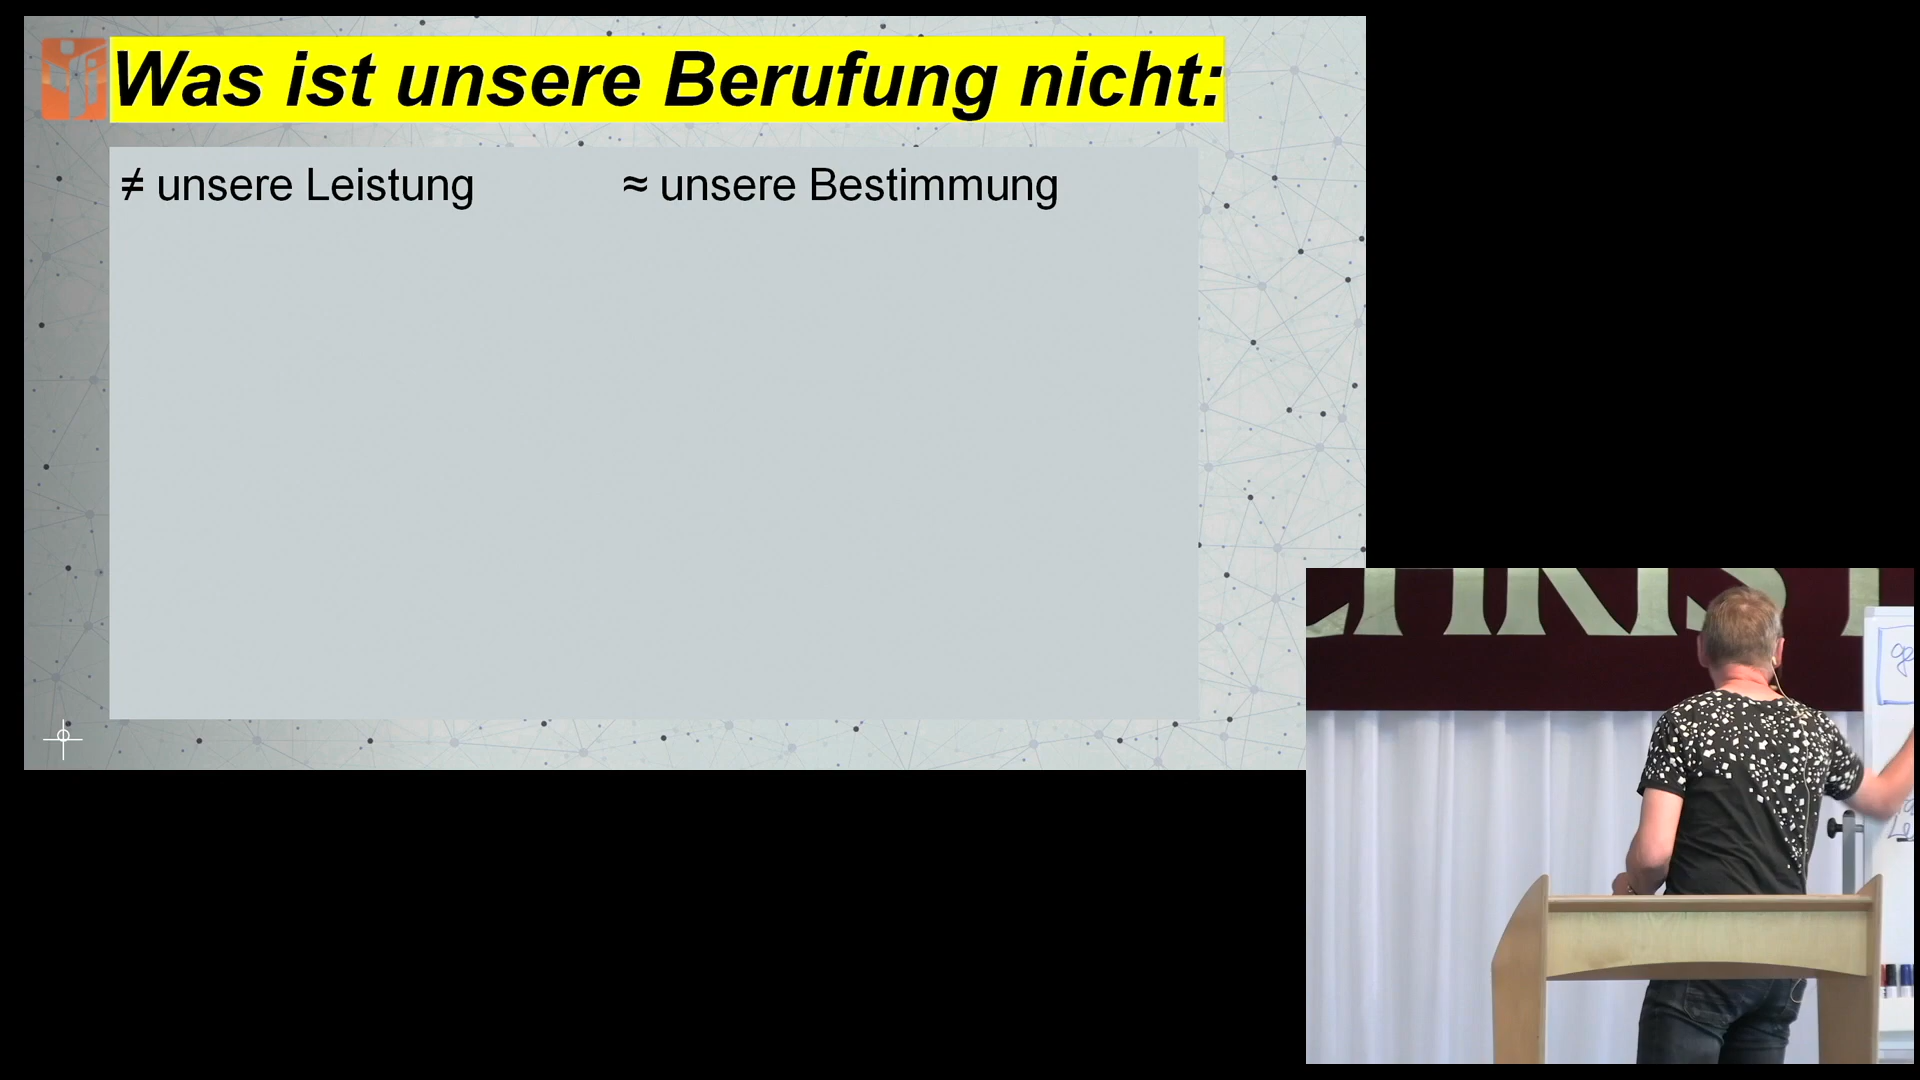 Was ist unsere Berufung nicht:
≠ unsere Leistung
≈ unsere Bestimmung